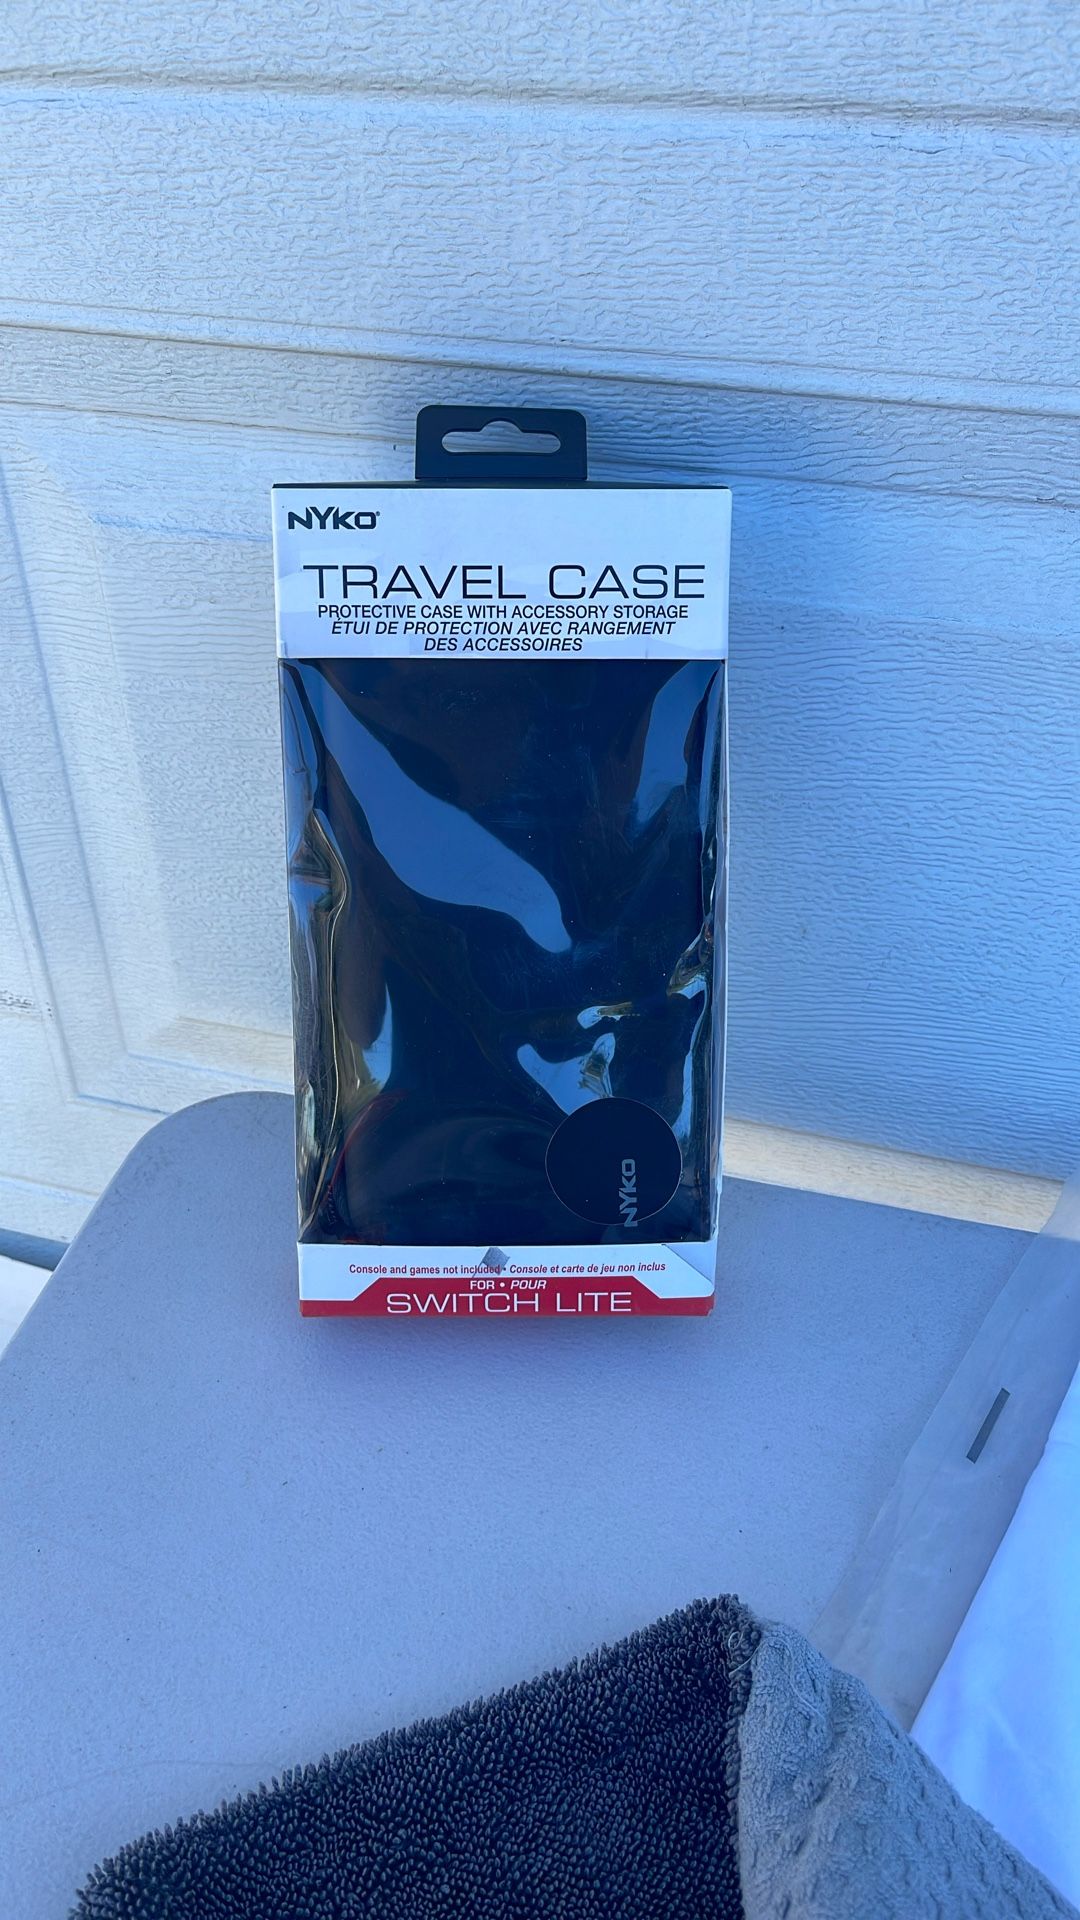 NYKO®
TRAVEL CASE
PROTECTIVE CASE WITH ACCESSORY STORAGE
ÉTUI DE PROTECTION AVEC RANGEMENT
DES ACCESSOIRES
NYKO
Console and games not included • Console et carte de jeu non inclus
FOR • POUR
SWITCH LITE